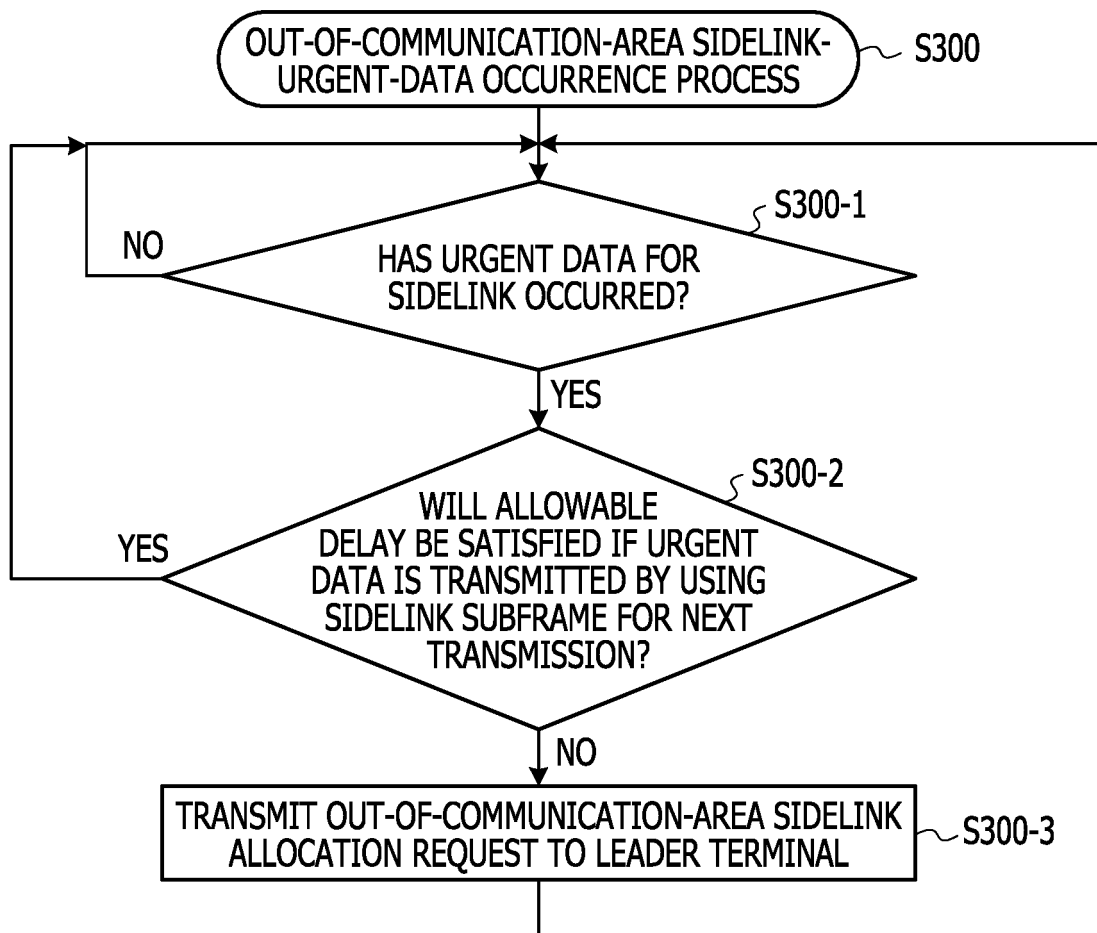 OUT-OF-COMMUNICATION-AREA SIDELINK-
URGENT-DATA OCCURRENCE PROCESS
S300
S300-1
NO
HAS URGENT DATA FOR
SIDELINK OCCURRED?
YES
S300-2
YES
WILL ALLOWABLE
DELAY BE SATISFIED IF URGENT
DATA IS TRANSMITTED BY USING
SIDELINK SUBFRAME FOR NEXT
TRANSMISSION?
NO
TRANSMIT OUT-OF-COMMUNICATION-AREA SIDELINK
ALLOCATION REQUEST TO LEADER TERMINAL
S300-3